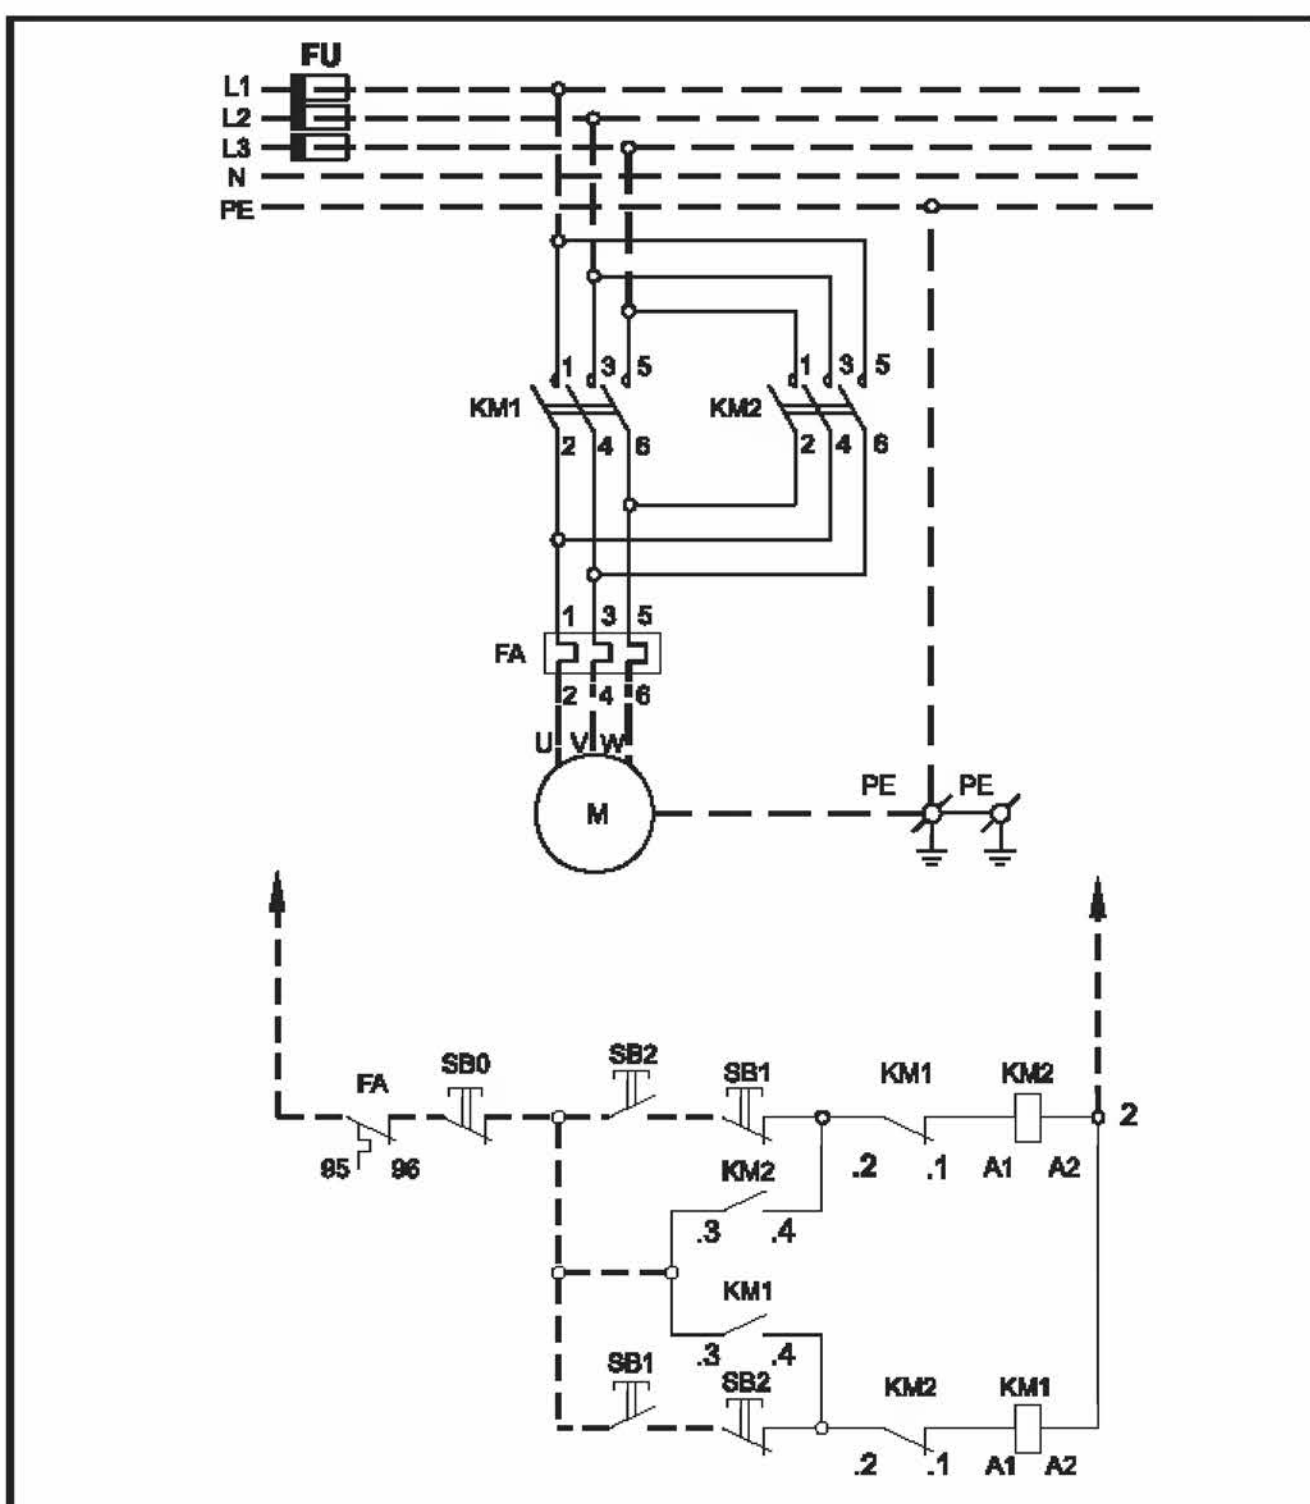 FU
L1
L2
L3
N
PE
1 3 5 1 3 5
KM1 KM2
2 4 6 2 4 6
1 3 5
FA
2 4 6
U V W
M
PE PE
FA SB0 SB2 SB1 KM1 KM2
2
95 96 .2 .1 A1 A2
KM2
.3 .4
KM1
.3 .4
SB1 SB2 KM2 KM1
.2 .1 A1 A2